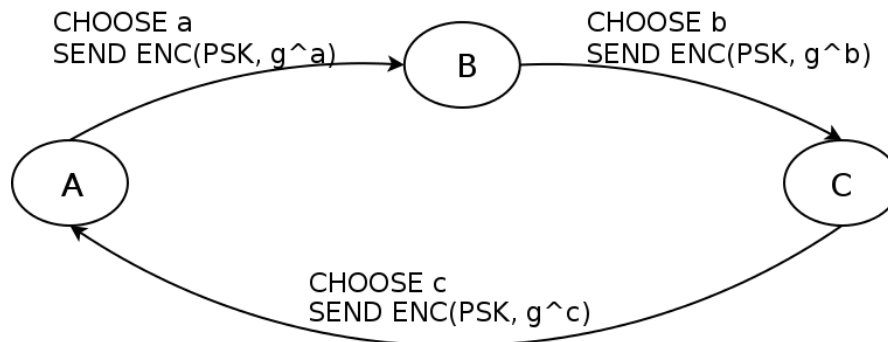 CHOOSE a
SEND ENC(PSK, g^a)
CHOOSE b
SEND ENC(PSK, g^b)
B
A
C
CHOOSE c
SEND ENC(PSK, g^c)